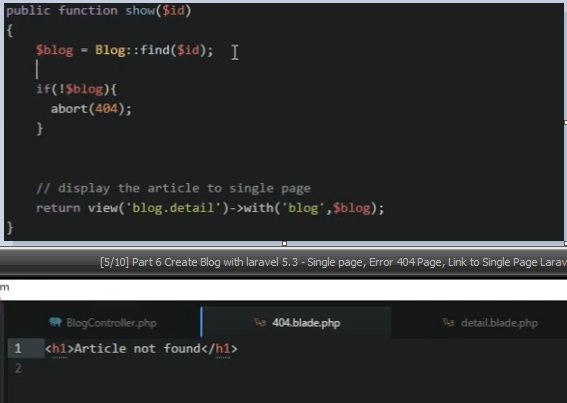 public function show($id)
{
$blog = Blog::find($id);
if(!$blog){
abort(404);
}
// display the article to single page
return view('blog.detail')->with('blog',$blog);
}
[5/10] Part 6 Create Blog with laravel 5.3 - Single page, Error 404 Page, Link to Single Page Larav
m
BlogController.php 404.blade.php detail.blade.php
1 <h1>Article not found</h1>
2